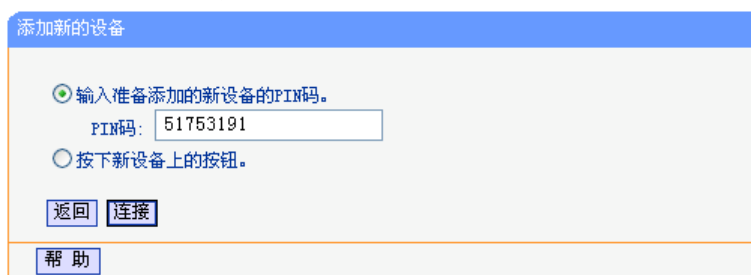 添加新的设备
输入准备添加的新设备的PIN码。
PIN码: 51753191
按下新设备上的按钮。
返回 连接
帮 助